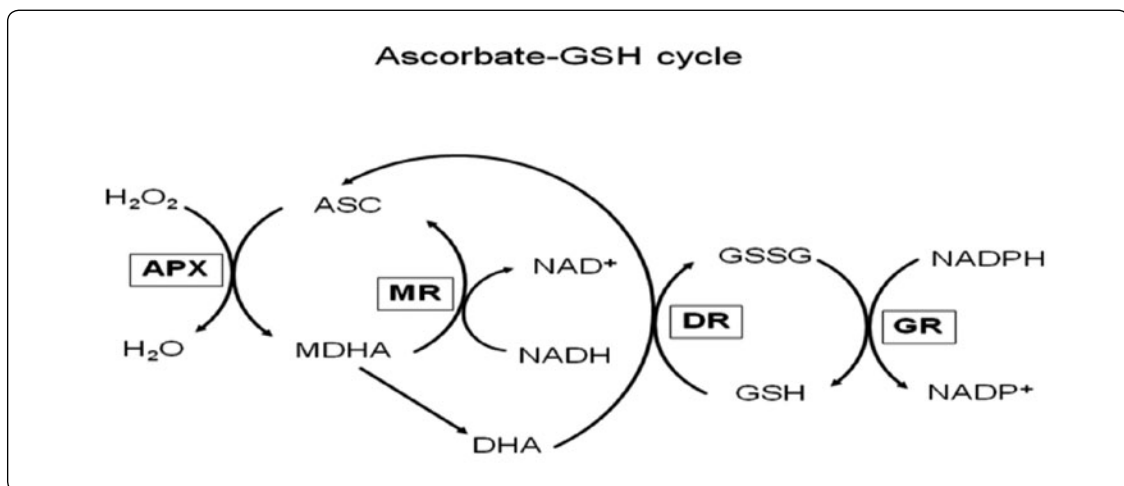 Ascorbate-GSH cycle
H₂O₂
ASC
APX
MR
NAD⁺
GSSG
NADPH
DR
GR
H₂O
MDHA
NADH
GSH
NADP⁺
DHA